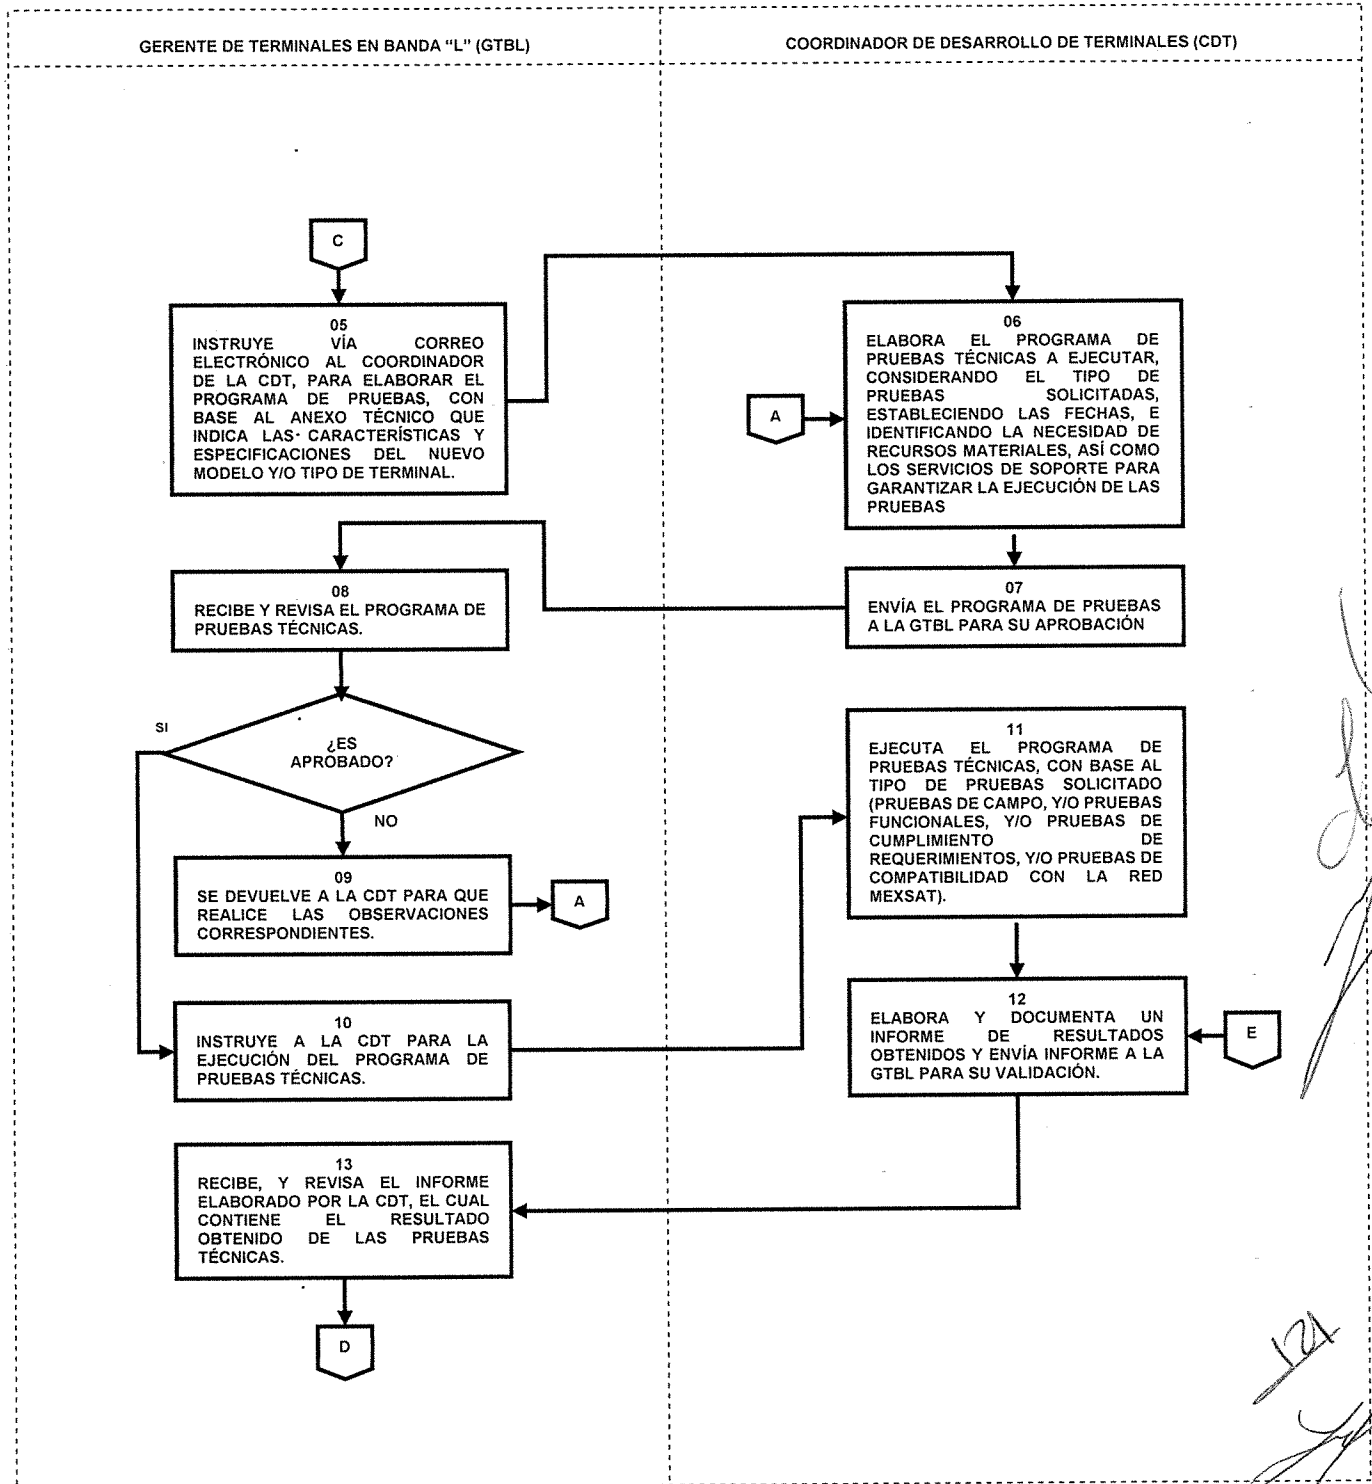 GERENTE DE TERMINALES EN BANDA "L" (GTBL)
COORDINADOR DE DESARROLLO DE TERMINALES (CDT)
C
05
INSTRUYE VÍA CORREO
ELECTRÓNICO AL COORDINADOR
DE LA CDT, PARA ELABORAR EL
PROGRAMA DE PRUEBAS, CON
BASE AL ANEXO TÉCNICO QUE
INDICA LAS CARACTERÍSTICAS Y
ESPECIFICACIONES DEL NUEVO
MODELO Y/O TIPO DE TERMINAL.
A
06
ELABORA EL PROGRAMA DE
PRUEBAS TÉCNICAS A EJECUTAR,
CONSIDERANDO EL TIPO DE
PRUEBAS SOLICITADAS,
ESTABLECIENDO LAS FECHAS, E
IDENTIFICANDO LA NECESIDAD DE
RECURSOS MATERIALES, ASÍ COMO
LOS SERVICIOS DE SOPORTE PARA
GARANTIZAR LA EJECUCIÓN DE LAS
PRUEBAS
07
ENVÍA EL PROGRAMA DE PRUEBAS
A LA GTBL PARA SU APROBACIÓN
08
RECIBE Y REVISA EL PROGRAMA DE
PRUEBAS TÉCNICAS.
SI
¿ES
APROBADO?
NO
09
SE DEVUELVE A LA CDT PARA QUE
REALICE LAS OBSERVACIONES
CORRESPONDIENTES.
A
10
INSTRUYE A LA CDT PARA LA
EJECUCIÓN DEL PROGRAMA DE
PRUEBAS TÉCNICAS.
11
EJECUTA EL PROGRAMA DE
PRUEBAS TÉCNICAS, CON BASE AL
TIPO DE PRUEBAS SOLICITADO
(PRUEBAS DE CAMPO, Y/O PRUEBAS
FUNCIONALES, Y/O PRUEBAS DE
CUMPLIMIENTO DE
REQUERIMIENTOS, Y/O PRUEBAS DE
COMPATIBILIDAD CON LA RED
MEXSAT).
12
ELABORA Y DOCUMENTA UN
INFORME DE RESULTADOS
OBTENIDOS Y ENVÍA INFORME A LA
GTBL PARA SU VALIDACIÓN.
E
13
RECIBE, Y REVISA EL INFORME
ELABORADO POR LA CDT, EL CUAL
CONTIENE EL RESULTADO
OBTENIDO DE LAS PRUEBAS
TÉCNICAS.
D